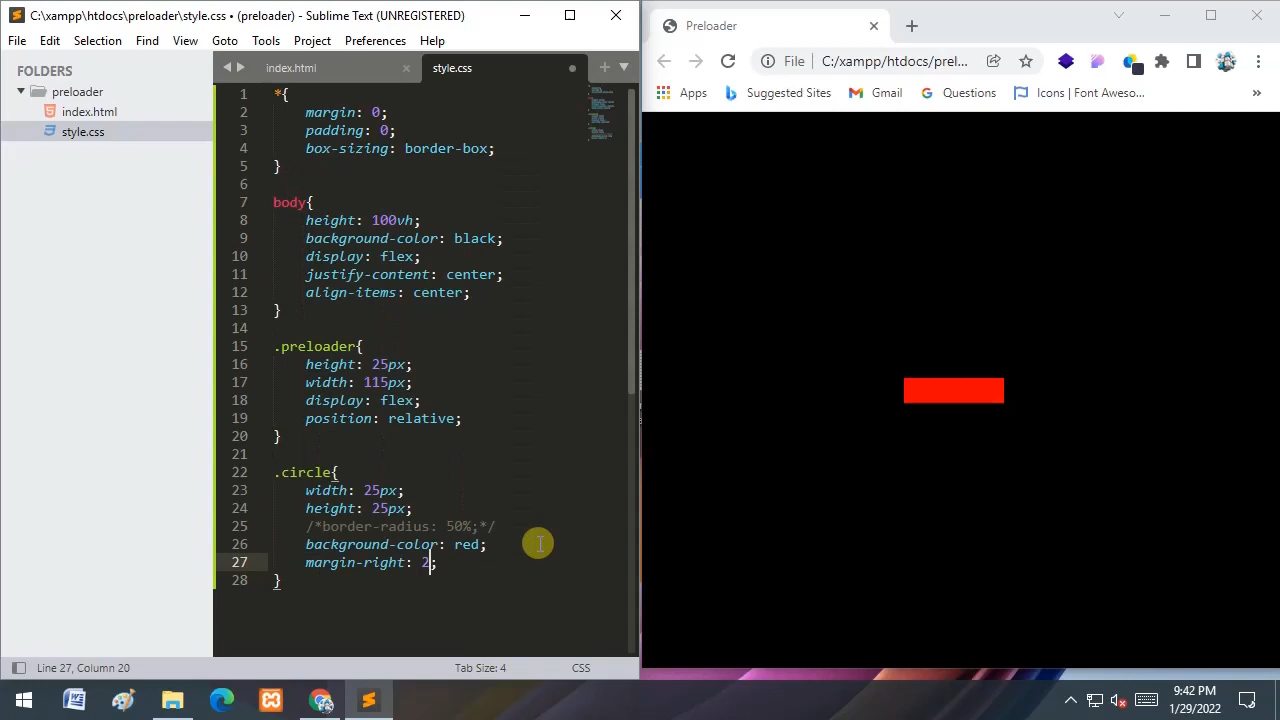 C:\xampp\htdocs\preloader\style.css • (preloader) - Sublime Text (UNREGISTERED)
File Edit Selection Find View Goto Tools Project Preferences Help
FOLDERS
preloader
index.html
style.css
index.html
style.css
1 *{
2 margin: 0;
3 padding: 0;
4 box-sizing: border-box;
5 }
6
7 body{
8 height: 100vh;
9 background-color: black;
10 display: flex;
11 justify-content: center;
12 align-items: center;
13 }
14
15 .preloader{
16 height: 25px;
17 width: 115px;
18 display: flex;
19 position: relative;
20 }
21
22 .circle{
23 width: 25px;
24 height: 25px;
25 /*border-radius: 50%;*/
26 background-color: red;
27 margin-right: 2;
28 }
Line 27, Column 20
Tab Size: 4
CSS
Preloader
File C:/xampp/htdocs/prel...
Apps Suggested Sites Gmail Questions Icons | Font Aweso... »
9:42 PM
1/29/2022